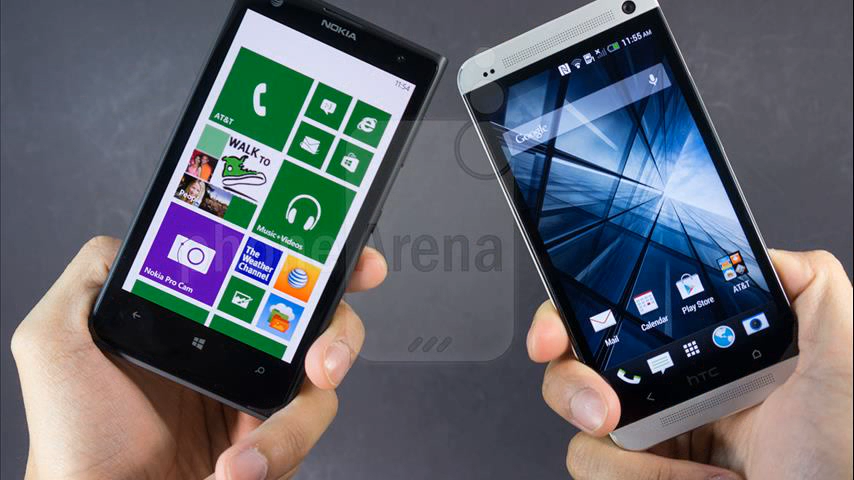 NOKIA
11:54
AT&T
WALK TO
People
Music+Videos
The
Weather
Channel
Nokia Pro Cam
11:55 AM
Google
AT&T
Play Store
Calendar
Mail
hTC
phoneArena